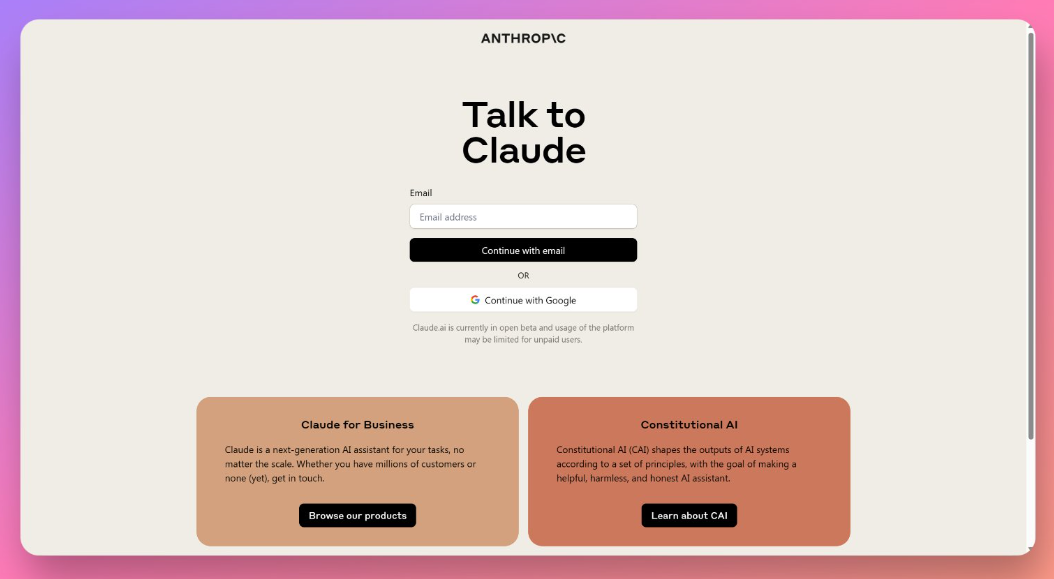 ANTHROP\C
Talk to
Claude
Email
Email address
Continue with email
OR
Continue with Google
Claude.ai is currently in open beta and usage of the platform
may be limited for unpaid users.
Claude for Business
Claude is a next-generation AI assistant for your tasks, no
matter the scale. Whether you have millions of customers or
none (yet), get in touch.
Browse our products
Constitutional AI
Constitutional AI (CAI) shapes the outputs of AI systems
according to a set of principles, with the goal of making a
helpful, harmless, and honest AI assistant.
Learn about CAI